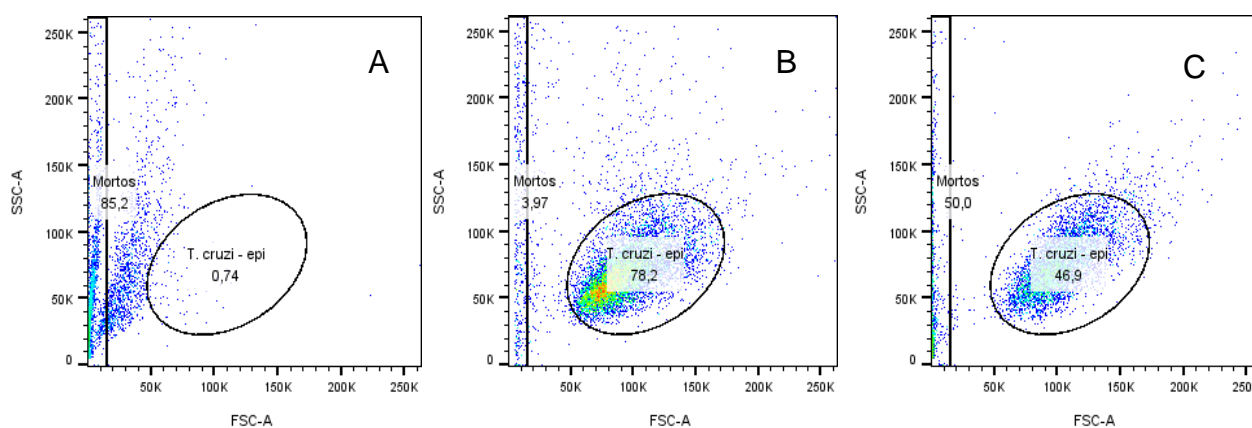 A
250K
200K
150K
100K
50K
0
SSC-A
Mortos
85,2
T. cruzi - epi
0,74
50K
100K
150K
200K
250K
FSC-A
B
250K
200K
150K
100K
50K
0
SSC-A
Mortos
3,97
T. cruzi - epi
78,2
50K
100K
150K
200K
250K
FSC-A
C
250K
200K
150K
100K
50K
0
SSC-A
Mortos
50,0
T. cruzi - epi
46,9
50K
100K
150K
200K
250K
FSC-A